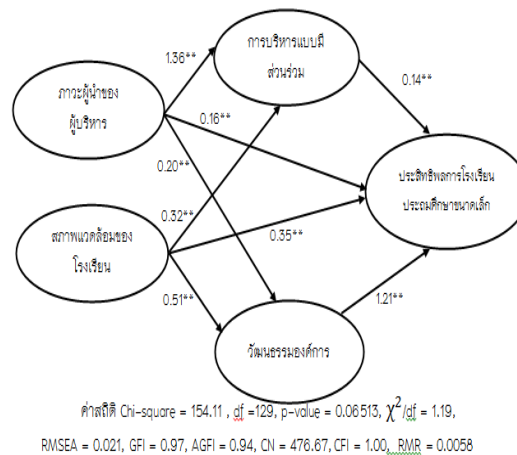 การบริหารแบบมี
ส่วนร่วม
1.36**
0.14**
ภาวะผู้นำของ
ผู้บริหาร
0.16**
0.20**
ประสิทธิพลการโรงเรียน
ประถมศึกษาขนาดเล็ก
0.32**
สภาพแวดล้อมของ
โรงเรียน
0.35**
0.51**
1.21**
วัฒนธรรมองค์การ
ค่าสถิติ Chi-square = 154.11 , df =129, p-value = 0.06513, χ²/df = 1.19,
RMSEA = 0.021, GFI = 0.97, AGFI = 0.94, CN = 476.67, CFI = 1.00, RMR = 0.0058